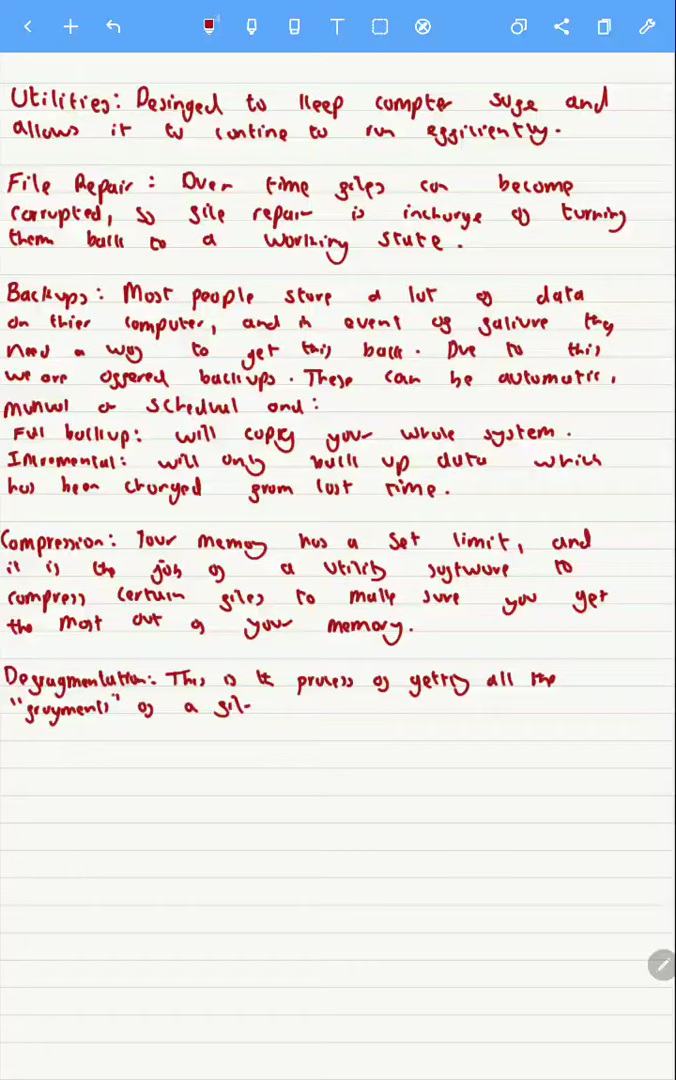 Utilities: Desinged to keep compter safe and
allows it to contine to run efficiently.
File Repair: Over time files can become
corrupted, so file repair is incharge of turning
them back to a working state.
Backups: Most people store a lot of data
on thier computer, and in event of failure they
need a way to get this back. Due to this
we are offered backups. These can be automatic,
manual or schedual and:
Full backup: will copy your whole system.
Incremental: will only back up data which
has been changed from last time.
Compression: Your memory has a set limit, and
it is the job of a utility software to
compress certain files to make sure you get
the most out of your memory.
Defragmentation: This is the process of getting all the
"fragments" of a fil